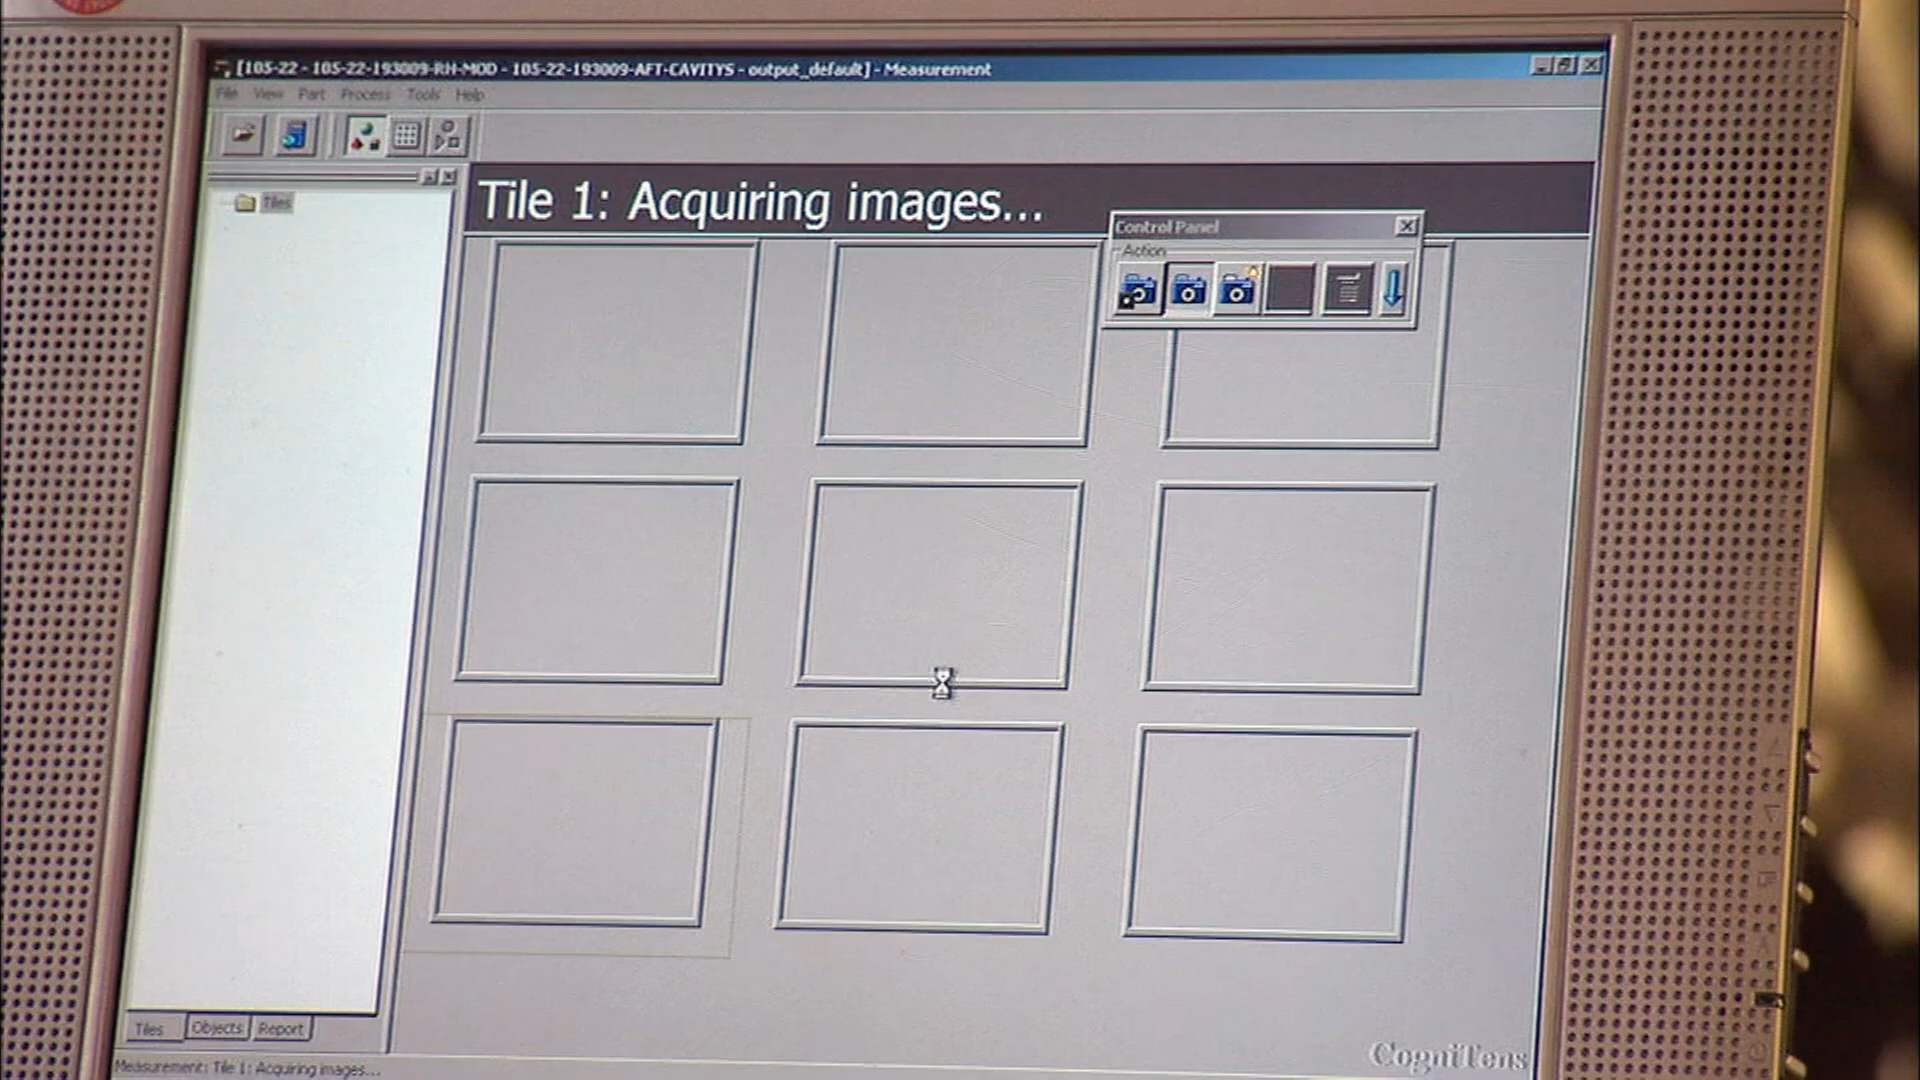 [105-22 - 105-22-193009-RH-MOD - 105-22-193009-AFT-CAVITYS - output_default] - Measurement
File View Part Process Tools Help
Tiles
Tile 1: Acquiring images...
Control Panel
Action
Tiles Objects Report
CogniTens
Measurement: Tile 1: Acquiring images...